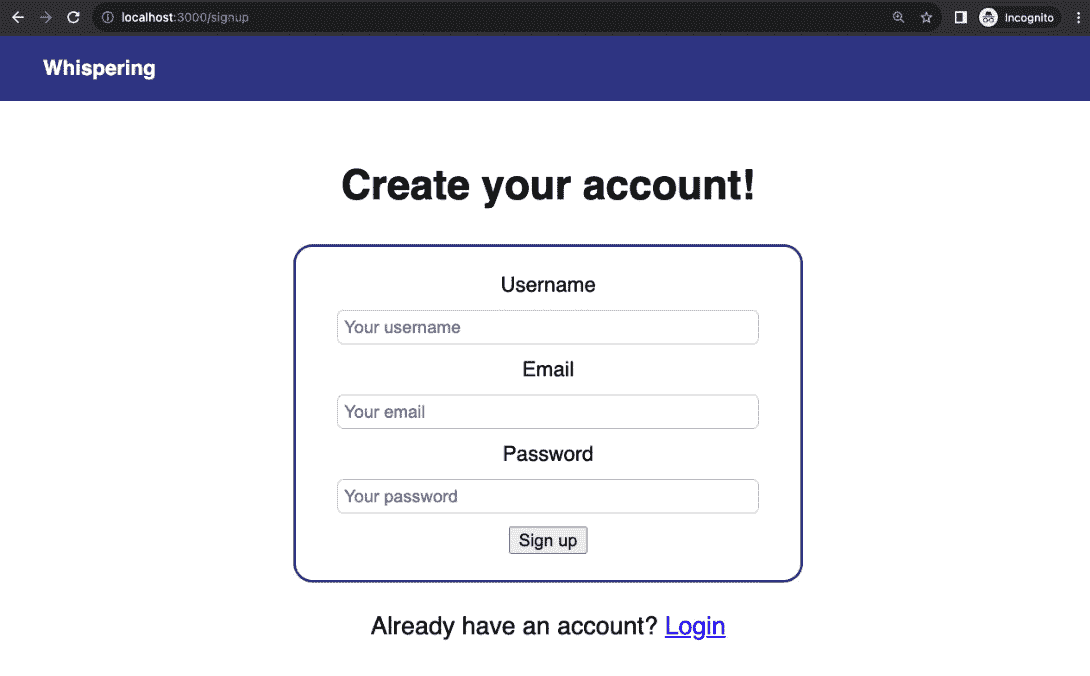 localhost:3000/signup
Incognito
Whispering
Create your account!
Username
Your username
Email
Your email
Password
Your password
Sign up
Already have an account? Login